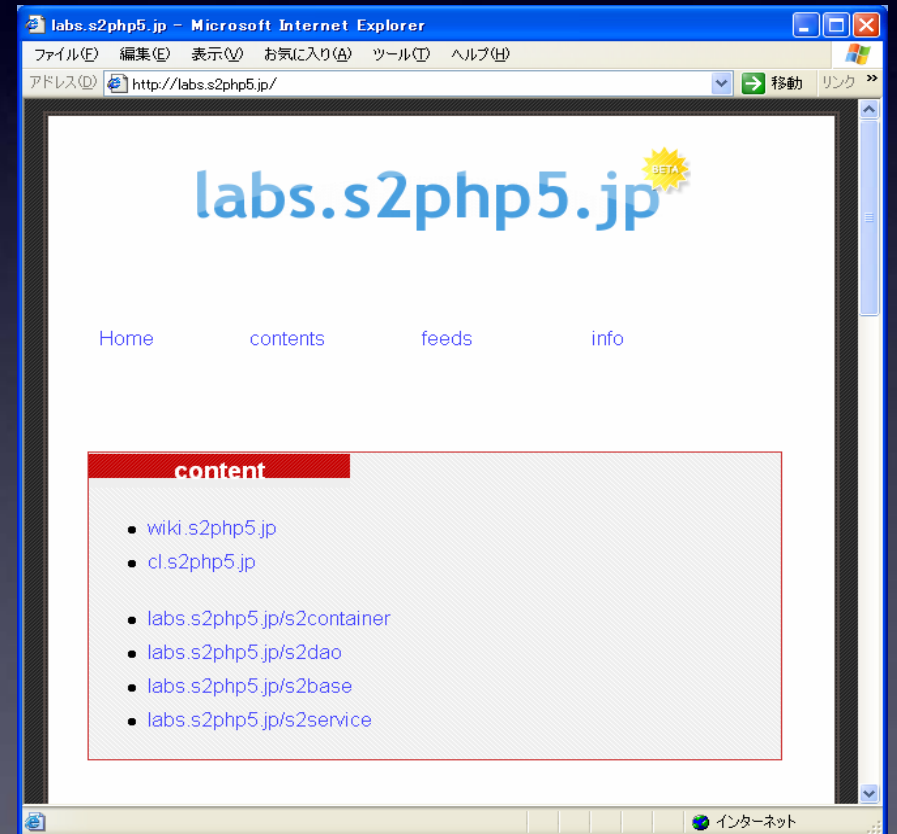 labs.s2php5.jp - Microsoft Internet Explorer
ファイル(F) 編集(E) 表示(V) お気に入り(A) ツール(T) ヘルプ(H)
アドレス(D) http://labs.s2php5.jp/ 移動 リンク »
BETA
labs.s2php5.jp
Home contents feeds info
content
• wiki.s2php5.jp
• cl.s2php5.jp
• labs.s2php5.jp/s2container
• labs.s2php5.jp/s2dao
• labs.s2php5.jp/s2base
• labs.s2php5.jp/s2service
インターネット